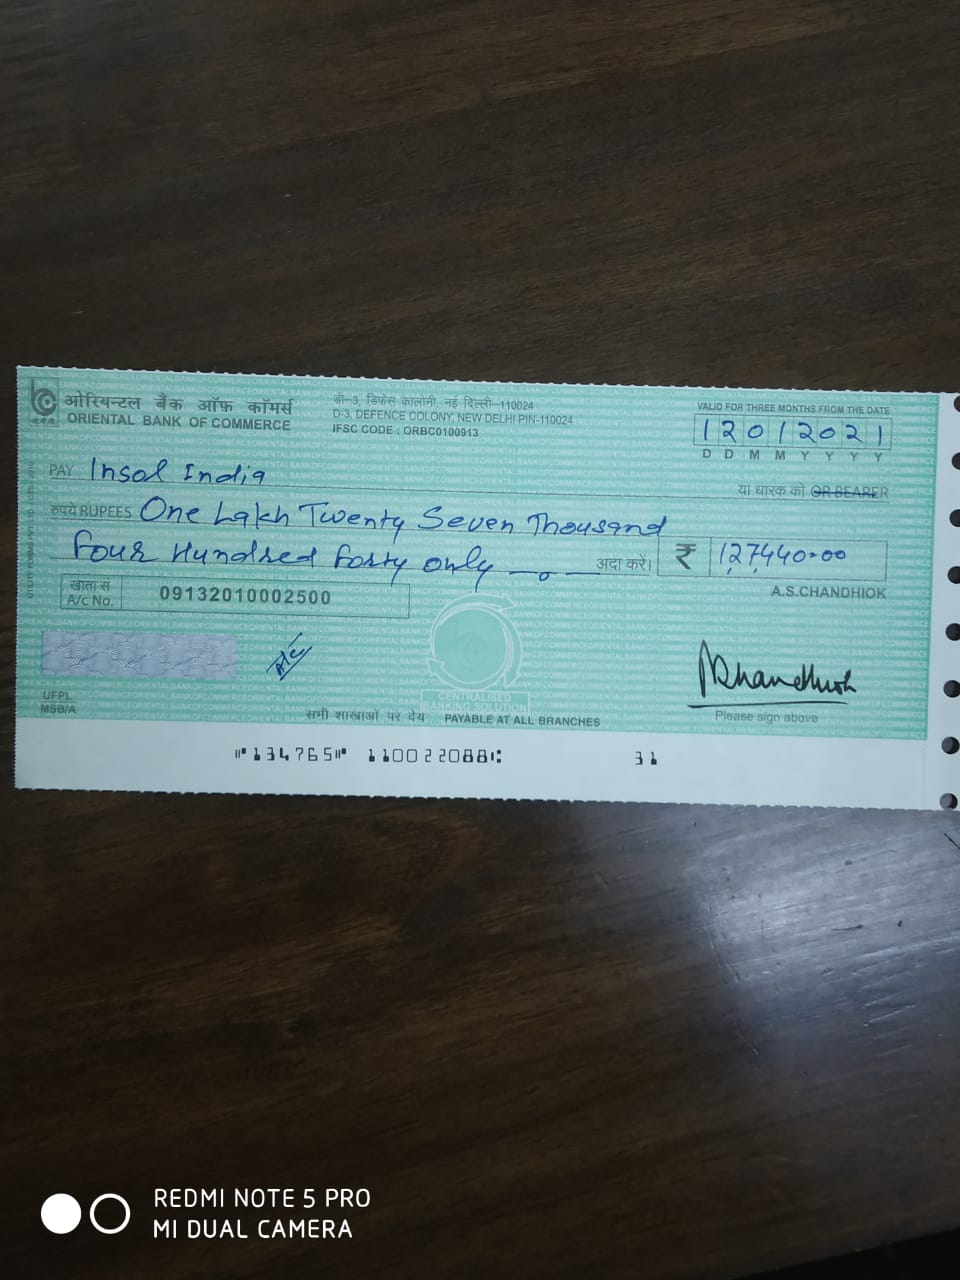 ओरियन्टल बैंक ऑफ़ कॉमर्स
ORIENTAL BANK OF COMMERCE
डी-3, डिफेंस कालोनी, नई दिल्ली-110024
D-3, DEFENCE COLONY, NEW DELHI PIN-110024
IFSC CODE : ORBC0100913
VALID FOR THREE MONTHS FROM THE DATE
12012021
D D M M Y Y Y Y
PAY Insol India
या धारक को OR BEARER
रुपये RUPEES One Lakh Twenty Seven Thousand
Four Hundred Forty only
अदा करें। ₹ 1,27,440.00
खाता सं
A/c No. 09132010002500
A.S.CHANDHIOK
CENTRALISED
BANKING SOLUTION
Please sign above
UFPL
MSB/A
सभी शाखाओं पर देय PAYABLE AT ALL BRANCHES
⑈134765⑈ 110022088⑆ 31
REDMI NOTE 5 PRO
MI DUAL CAMERA